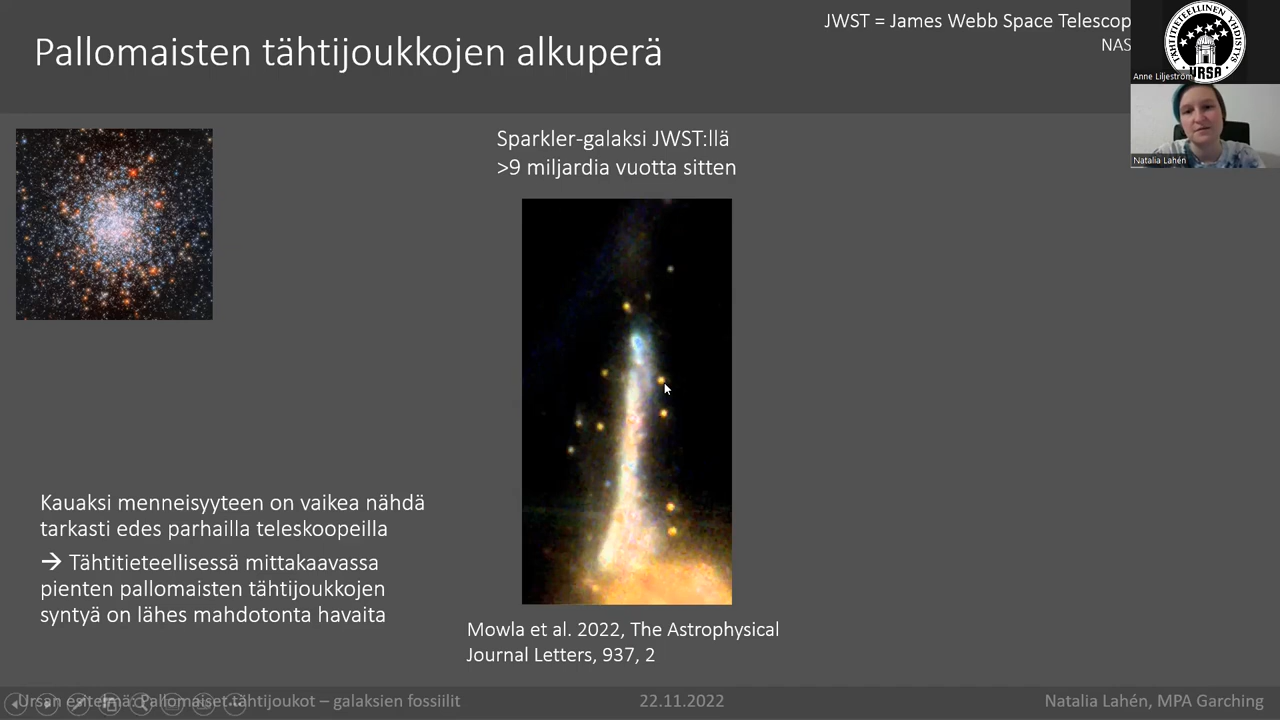 Pallomaisten tähtijoukkojen alkuperä
JWST = James Webb Space Telescop
NAS
TÄHTITIETEELLINEN YHDISTYS
URSA
Anne Liljeström
Natalia Lahén
Sparkler-galaksi JWST:llä
>9 miljardia vuotta sitten
Kauaksi menneisyyteen on vaikea nähdä
tarkasti edes parhailla teleskoopeilla
→ Tähtitieteellisessä mittakaavassa
pienten pallomaisten tähtijoukkojen
syntyä on lähes mahdotonta havaita
Mowla et al. 2022, The Astrophysical
Journal Letters, 937, 2
Ursan esitelmä: Pallomaiset tähtijoukot – galaksien fossiilit
22.11.2022
Natalia Lahén, MPA Garching